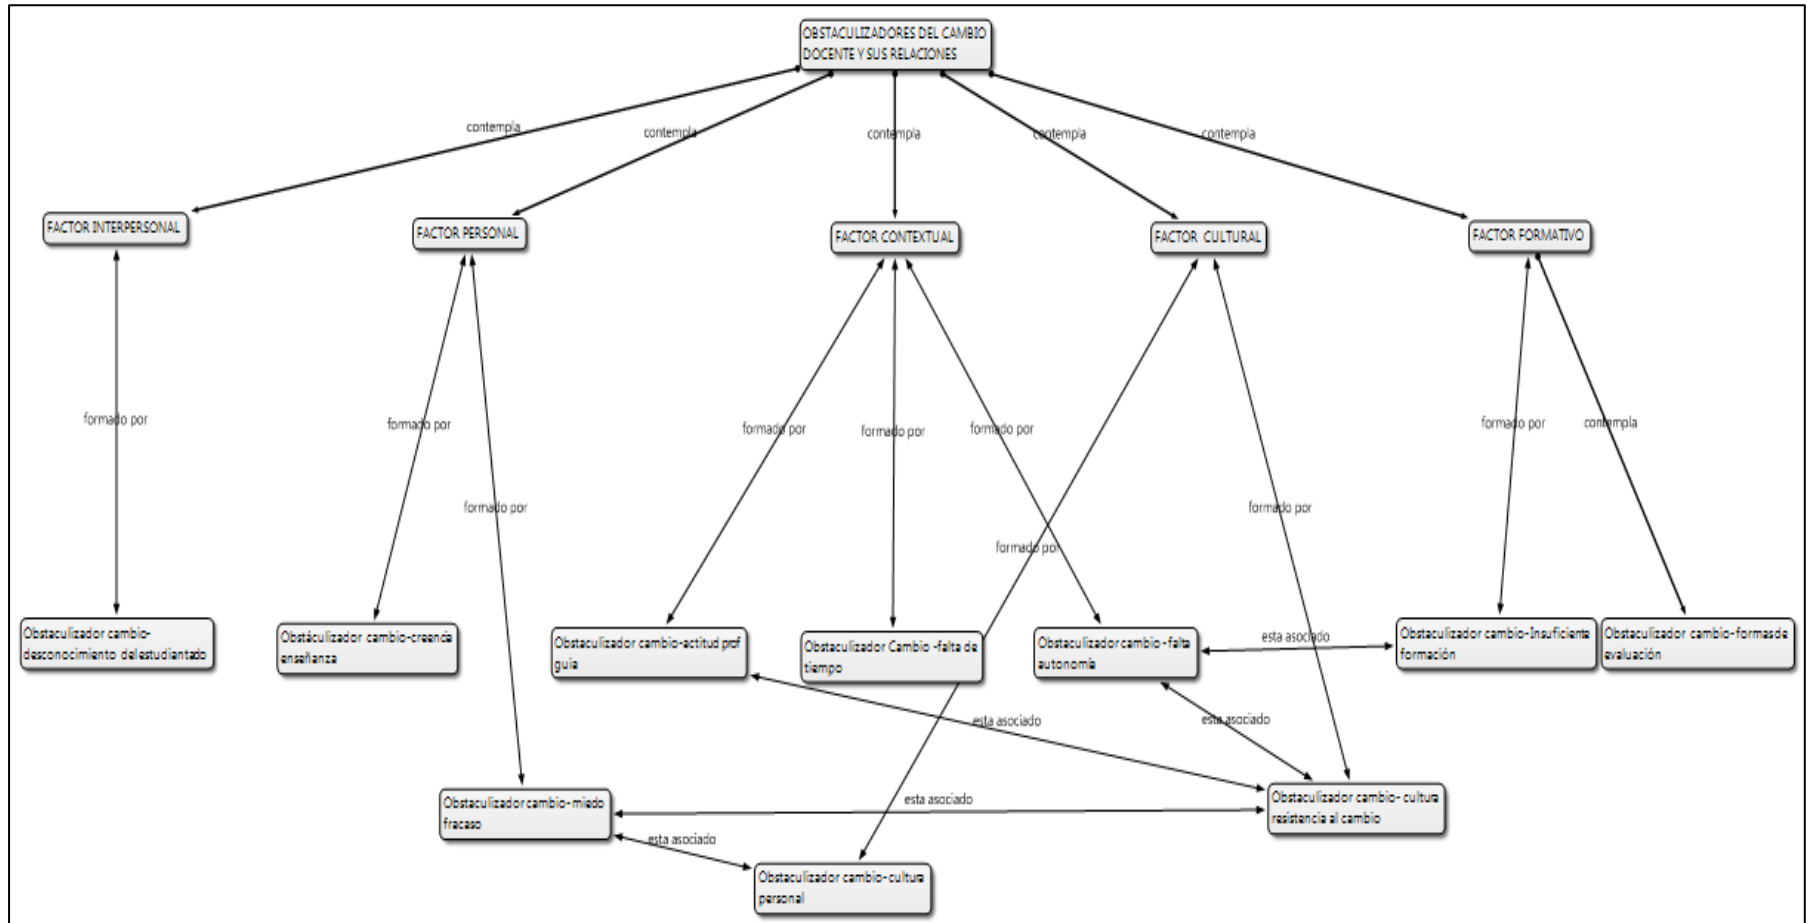 OBSTACULIZADORES DEL CAMBIO
DOCENTE Y SUS RELACIONES
contempla
contempla
contempla
contempla
contempla
FACTOR INTERPERSONAL
FACTOR PERSONAL
FACTOR CONTEXTUAL
FACTOR CULTURAL
FACTOR FORMATIVO
formado por
formado por
formado por
formado por
formado por
formado por
contempla
formado por
formado por
formado por
Obstaculizador cambio-
desconocimiento del estudiantado
Obstáculizador cambio-creencia
enseñanza
Obstaculizador cambio-actitud prof
guia
Obstaculizador Cambio -falta de
tiempo
Obstaculizador cambio -falta
autonomía
esta asociado
Obstaculizador cambio-Insuficiente
formación
Obstaculizador cambio-formas de
evaluación
esta asociado
esta asociado
Obstaculizador cambio- miedo
fracaso
esta asociado
Obstaculizador cambio- cultura
resistencia al cambio
esta asociado
Obstaculizador cambio-cultura
personal